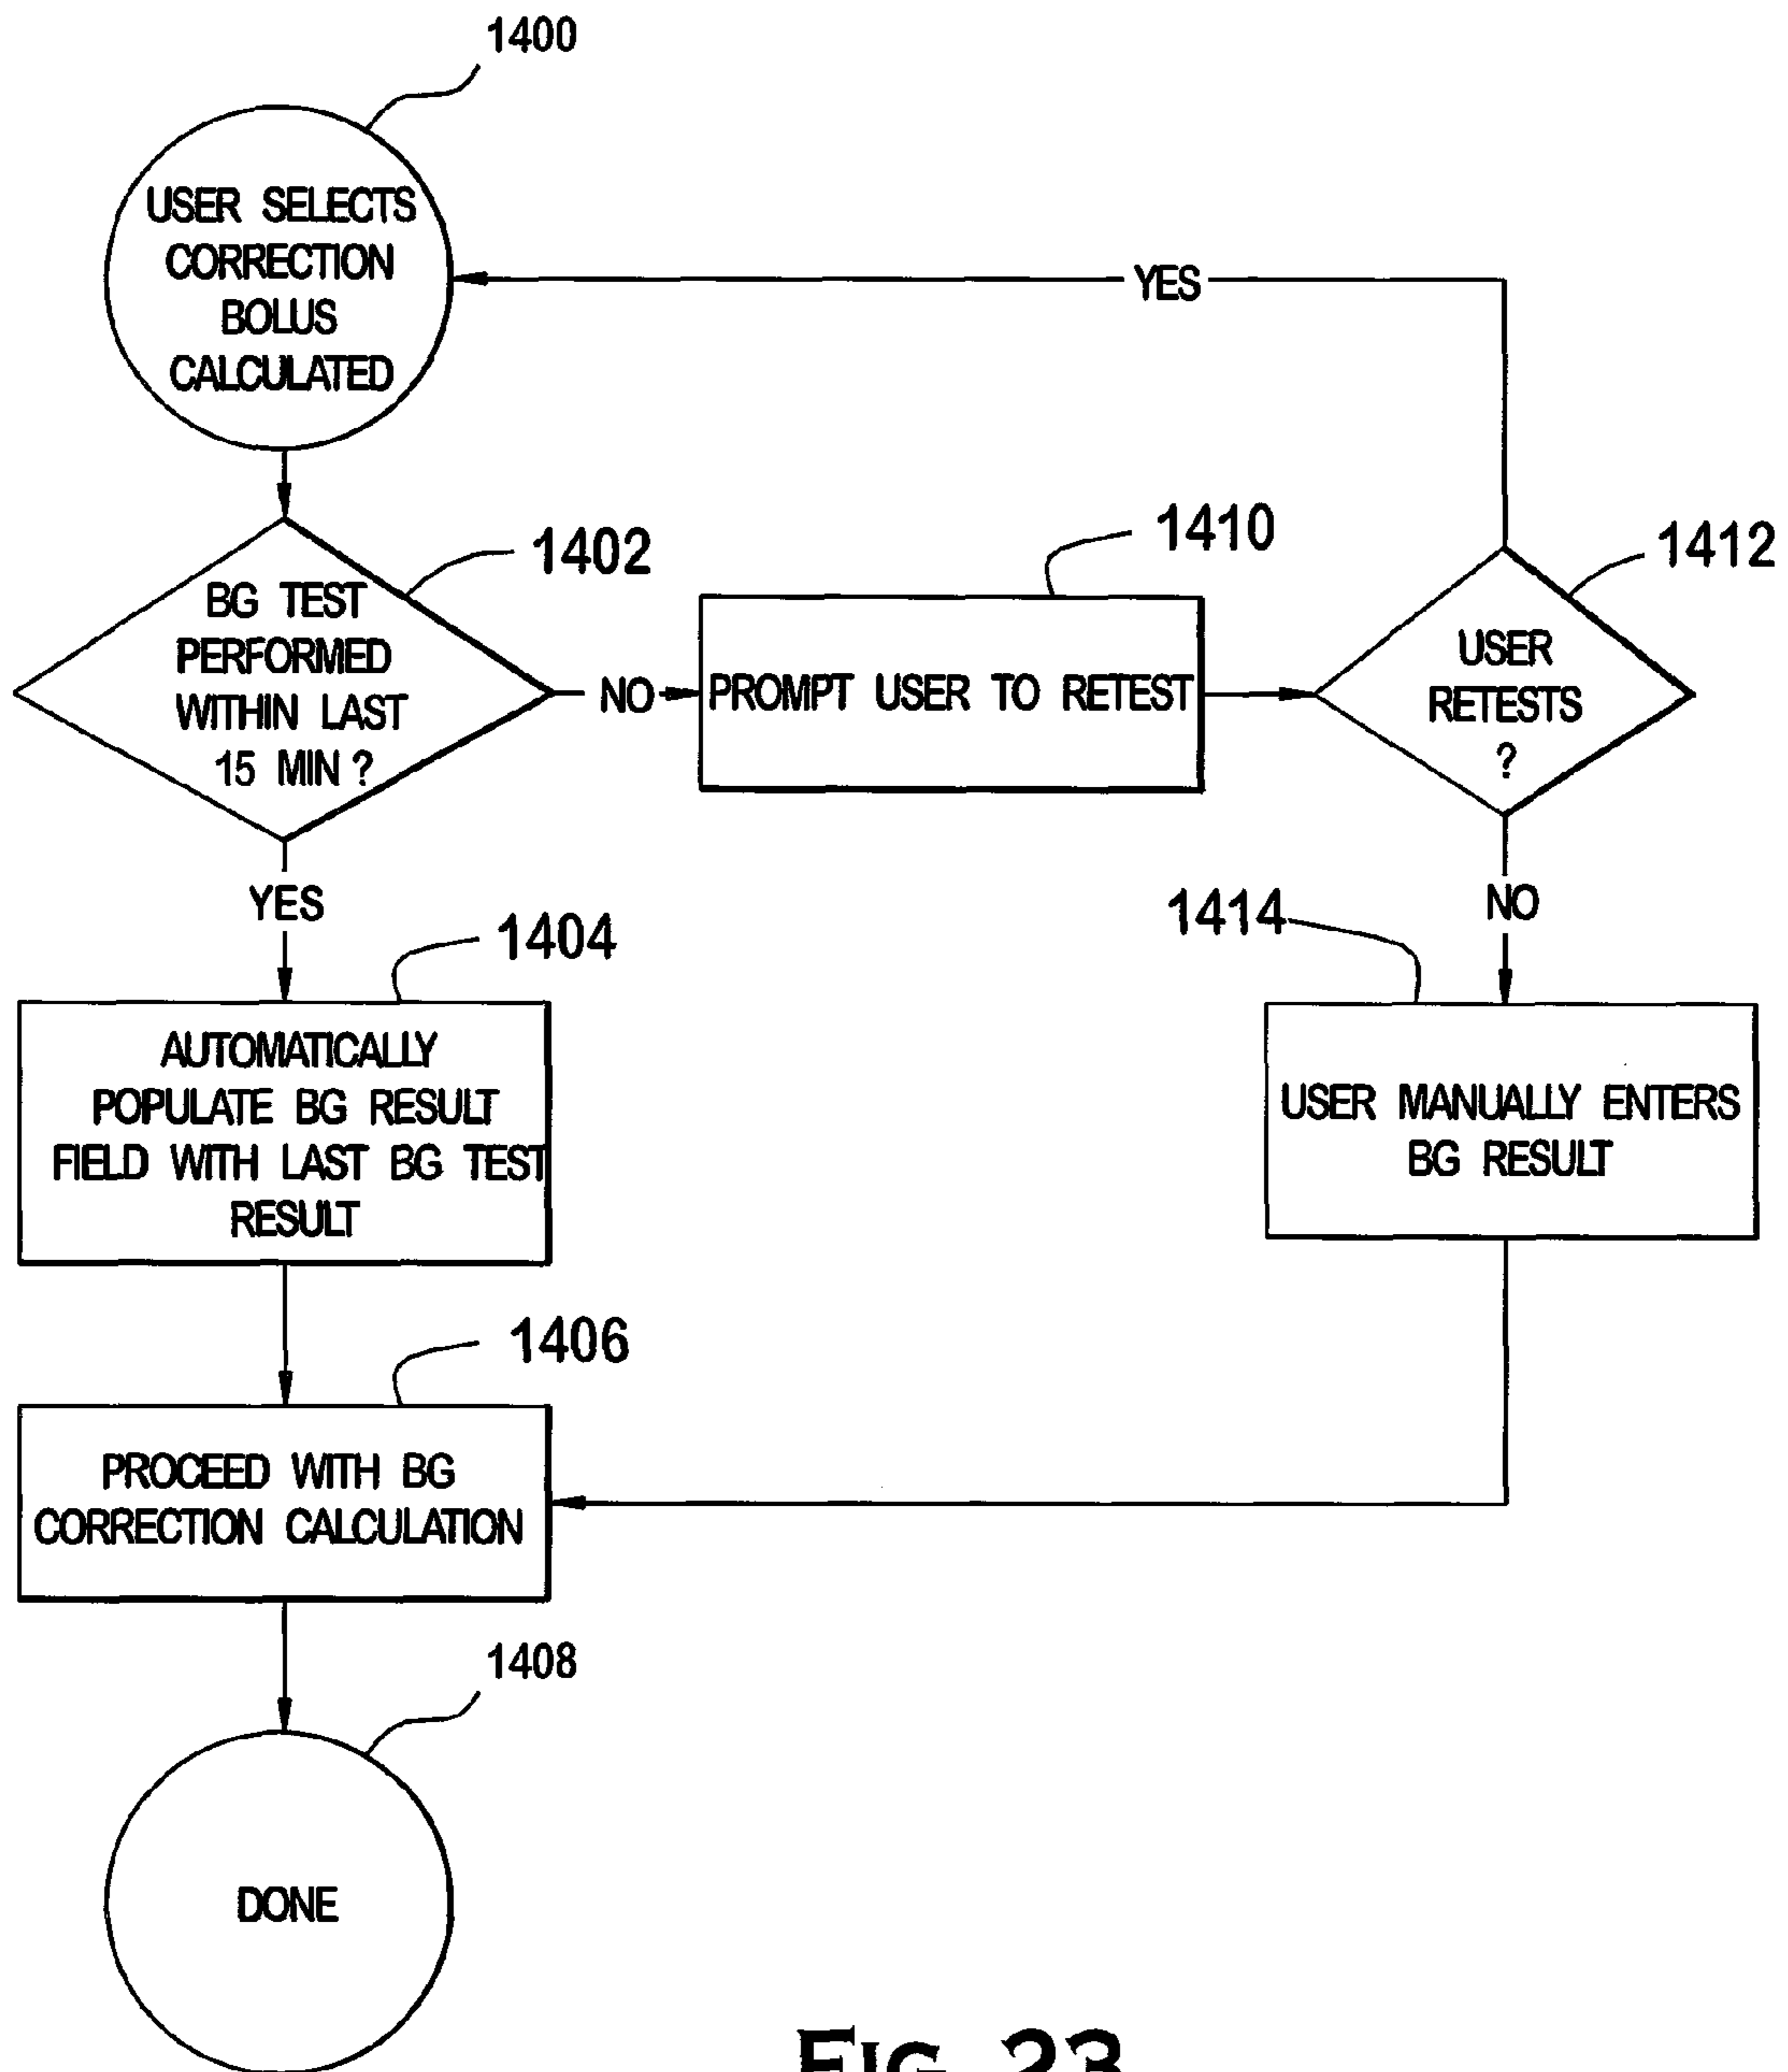 1400
USER SELECTS
CORRECTION
BOLUS
CALCULATED
YES
1402
BG TEST
PERFORMED
WITHIN LAST
15 MIN ?
NO
1410
PROMPT USER TO RETEST
1412
USER
RETESTS
?
YES
NO
1404
AUTOMATICALLY
POPULATE BG RESULT
FIELD WITH LAST BG TEST
RESULT
1414
USER MANUALLY ENTERS
BG RESULT
1406
PROCEED WITH BG
CORRECTION CALCULATION
1408
DONE
FIG. 23